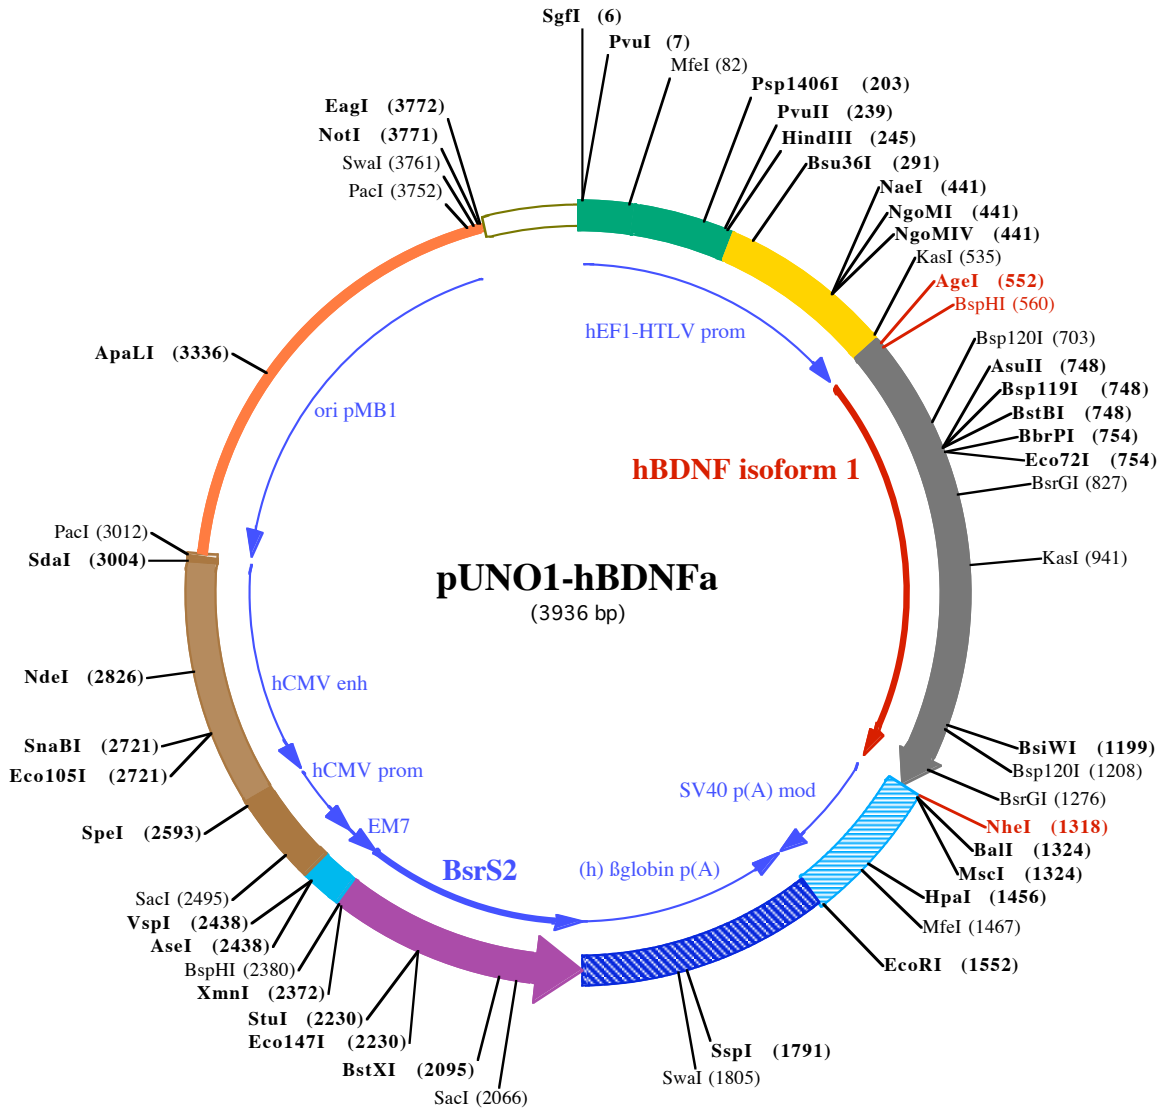 SgfI (6)
PvuI (7)
MfeI (82)
Psp1406I (203)
PvuII (239)
HindIII (245)
Bsu36I (291)
NaeI (441)
NgoMI (441)
NgoMIV (441)
KasI (535)
AgeI (552)
BspHI (560)
Bsp120I (703)
AsuII (748)
Bsp119I (748)
BstBI (748)
BbrPI (754)
Eco72I (754)
BsrGI (827)
KasI (941)
BsiWI (1199)
Bsp120I (1208)
BsrGI (1276)
NheI (1318)
BalI (1324)
MscI (1324)
HpaI (1456)
MfeI (1467)
EcoRI (1552)
SspI (1791)
SwaI (1805)
SacI (2066)
BstXI (2095)
Eco147I (2230)
StuI (2230)
XmnI (2372)
BspHI (2380)
AseI (2438)
VspI (2438)
SacI (2495)
SpeI (2593)
Eco105I (2721)
SnaBI (2721)
NdeI (2826)
SdaI (3004)
PacI (3012)
ApaLI (3336)
PacI (3752)
SwaI (3761)
NotI (3771)
EagI (3772)
hEF1-HTLV prom
hBDNF isoform 1
SV40 p(A) mod
(h) ßglobin p(A)
BsrS2
EM7
hCMV prom
hCMV enh
ori pMB1
pUNO1-hBDNFa
(3936 bp)